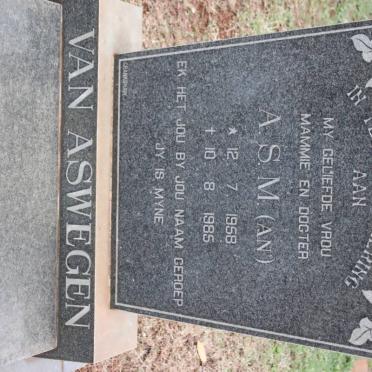 IN
AAN
MY GELIEFDE VROU
MAMMIE EN DOGTER
A.S.M. (AN)
* 12. 7. 1958
† 10. 8. 1985
EK HET JOU BY JOU NAAM GEROEP
JY IS MYNE
VAN ASWEGEN